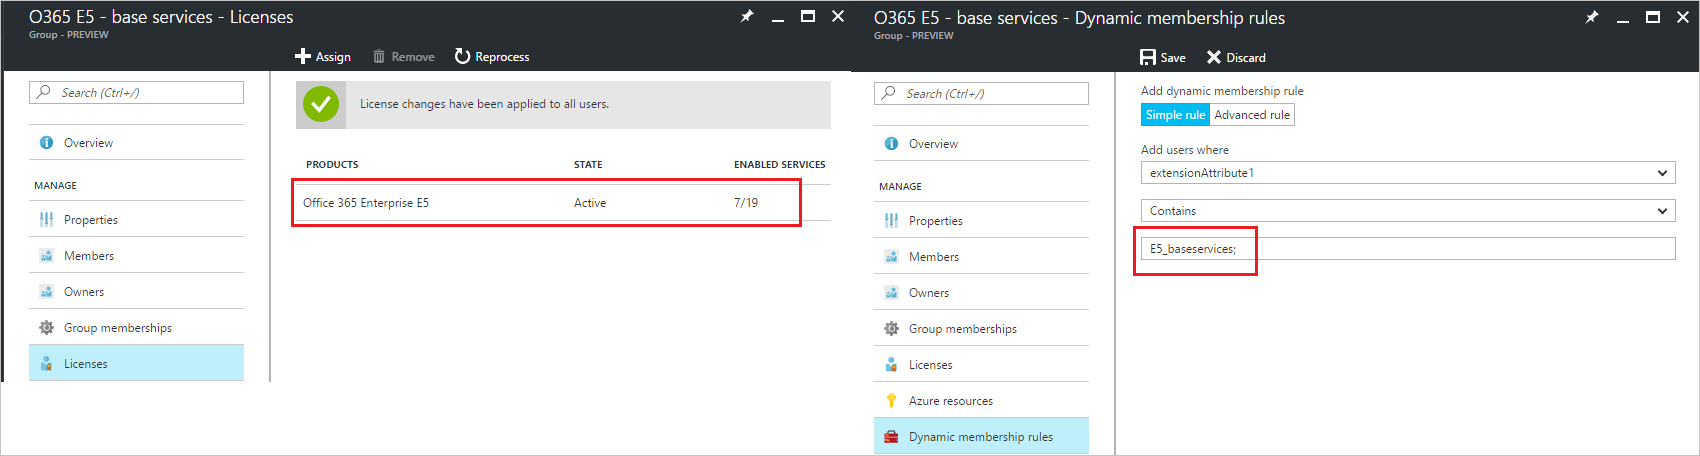 O365 E5 - base services - Licenses
Group - PREVIEW
Assign
Remove
Reprocess
Search (Ctrl+/)
Overview
MANAGE
Properties
Members
Owners
Group memberships
Licenses
License changes have been applied to all users.
PRODUCTS STATE ENABLED SERVICES
Office 365 Enterprise E5 Active 7/19
O365 E5 - base services - Dynamic membership rules
Group - PREVIEW
Save
Discard
Search (Ctrl+/)
Overview
MANAGE
Properties
Members
Owners
Group memberships
Licenses
Azure resources
Dynamic membership rules
Add dynamic membership rule
Simple rule Advanced rule
Add users where
extensionAttribute1
Contains
E5_baseservices;